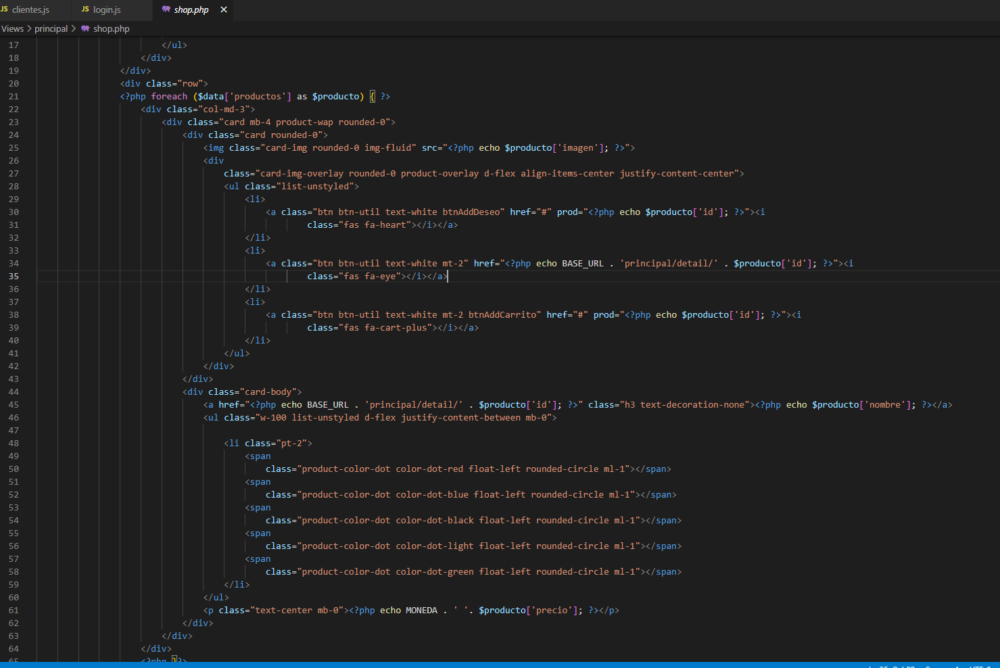 JS clientes.js JS login.js shop.php ×
Views > principal > shop.php
17 </ul>
18 </div>
19 </div>
20 <div class="row">
21 <?php foreach ($data['productos'] as $producto) { ?>
22 <div class="col-md-3">
23 <div class="card mb-4 product-wap rounded-0">
24 <div class="card rounded-0">
25 <img class="card-img rounded-0 img-fluid" src="<?php echo $producto['imagen']; ?>">
26 <div
27 class="card-img-overlay rounded-0 product-overlay d-flex align-items-center justify-content-center">
28 <ul class="list-unstyled">
29 <li>
30 <a class="btn btn-util text-white btnAddDeseo" href="#" prod="<?php echo $producto['id']; ?>"><i
31 class="fas fa-heart"></i></a>
32 </li>
33 <li>
34 <a class="btn btn-util text-white mt-2" href="<?php echo BASE_URL . 'principal/detail/' . $producto['id']; ?>"><i
35 class="fas fa-eye"></i></a>
36 </li>
37 <li>
38 <a class="btn btn-util text-white mt-2 btnAddCarrito" href="#" prod="<?php echo $producto['id']; ?>"><i
39 class="fas fa-cart-plus"></i></a>
40 </li>
41 </ul>
42 </div>
43 </div>
44 <div class="card-body">
45 <a href="<?php echo BASE_URL . 'principal/detail/' . $producto['id']; ?>" class="h3 text-decoration-none"><?php echo $producto['nombre']; ?></a>
46 <ul class="w-100 list-unstyled d-flex justify-content-between mb-0">
47
48 <li class="pt-2">
49 <span
50 class="product-color-dot color-dot-red float-left rounded-circle ml-1"></span>
51 <span
52 class="product-color-dot color-dot-blue float-left rounded-circle ml-1"></span>
53 <span
54 class="product-color-dot color-dot-black float-left rounded-circle ml-1"></span>
55 <span
56 class="product-color-dot color-dot-light float-left rounded-circle ml-1"></span>
57 <span
58 class="product-color-dot color-dot-green float-left rounded-circle ml-1"></span>
59 </li>
60 </ul>
61 <p class="text-center mb-0"><?php echo MONEDA . ' '. $producto['precio']; ?></p>
62 </div>
63 </div>
64 </div>
65 <?php }?>